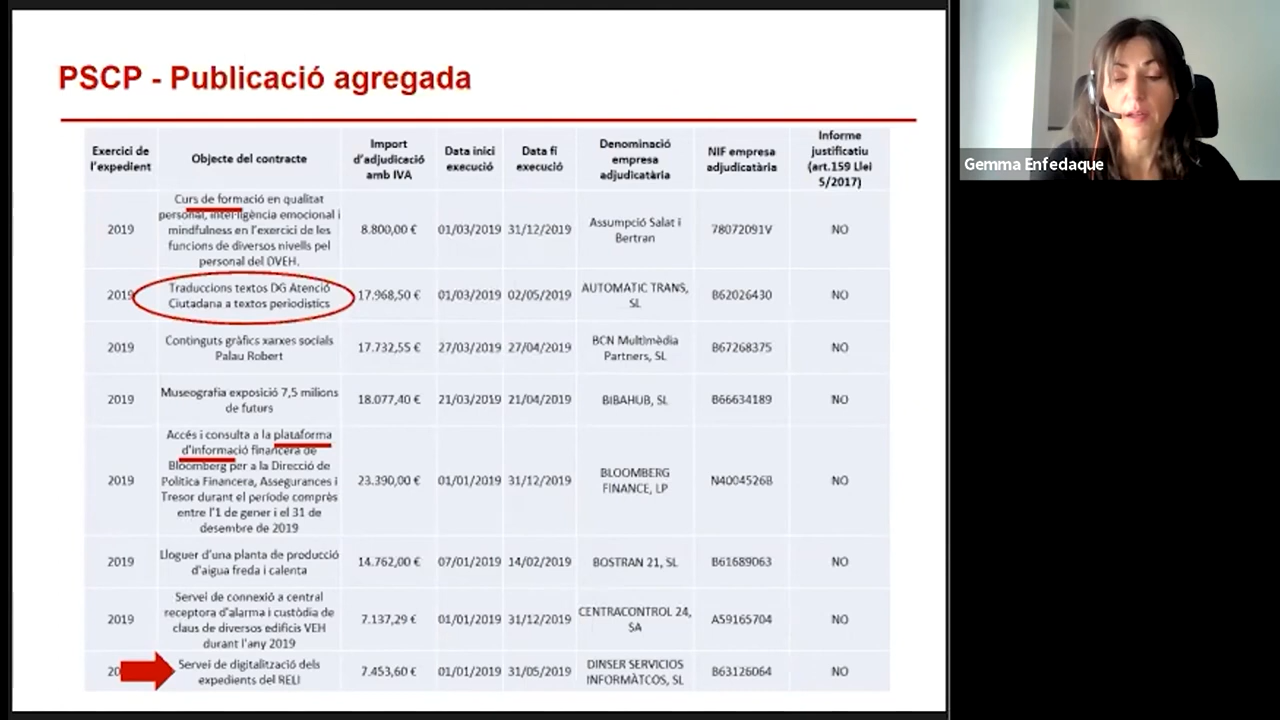 PSCP - Publicació agregada
Exercici de
l'expedient
Objecte del contracte
Import
d'adjudicació
amb IVA
Data inici
execució
Data fi
execució
Denominació
empresa
adjudicatària
NIF empresa
adjudicatària
Informe
justificatiu
(art.159 Llei
5/2017)
2019
Curs de formació en qualitat
personal, intel·ligència emocional i
mindfulness en l'exercici de les
funcions de diversos nivells pel
personal del DVEH.
8.800,00 €
01/03/2019
31/12/2019
Assumpció Salat i
Bertran
78072091V
NO
2019
Traduccions textos DG Atenció
Ciutadana a textos periodístics
17.968,50 €
01/03/2019
02/05/2019
AUTOMATIC TRANS,
SL
B62026430
NO
2019
Continguts gràfics xarxes socials
Palau Robert
17.732,55 €
27/03/2019
27/04/2019
BCN Multimèdia
Partners, SL
B67268375
NO
2019
Museografia exposició 7,5 milions
de futurs
18.077,40 €
21/03/2019
21/04/2019
BIBAHUB, SL
B66634189
NO
2019
Accés i consulta a la plataforma
d'informació financera de
Bloomberg per a la Direcció de
Política Financera, Assegurances i
Tresor durant el període comprès
entre l'1 de gener i el 31 de
desembre de 2019
23.390,00 €
01/01/2019
31/12/2019
BLOOMBERG
FINANCE, LP
N4004526B
NO
2019
Lloguer d'una planta de producció
d'aigua freda i calenta
14.762,00 €
07/01/2019
14/02/2019
BOSTRAN 21, SL
B61689063
NO
2019
Servei de connexió a central
receptora d'alarma i custòdia de
claus de diversos edificis VEH
durant l'any 2019
7.137,29 €
01/01/2019
31/12/2019
CENTRACONTROL 24,
SA
A59165704
NO
20
Servei de digitalització dels
expedients del RELI
7.453,60 €
01/01/2019
31/05/2019
DINSER SERVICIOS
INFORMÀTCOS, SL
B63126064
NO
Gemma Enfedaque